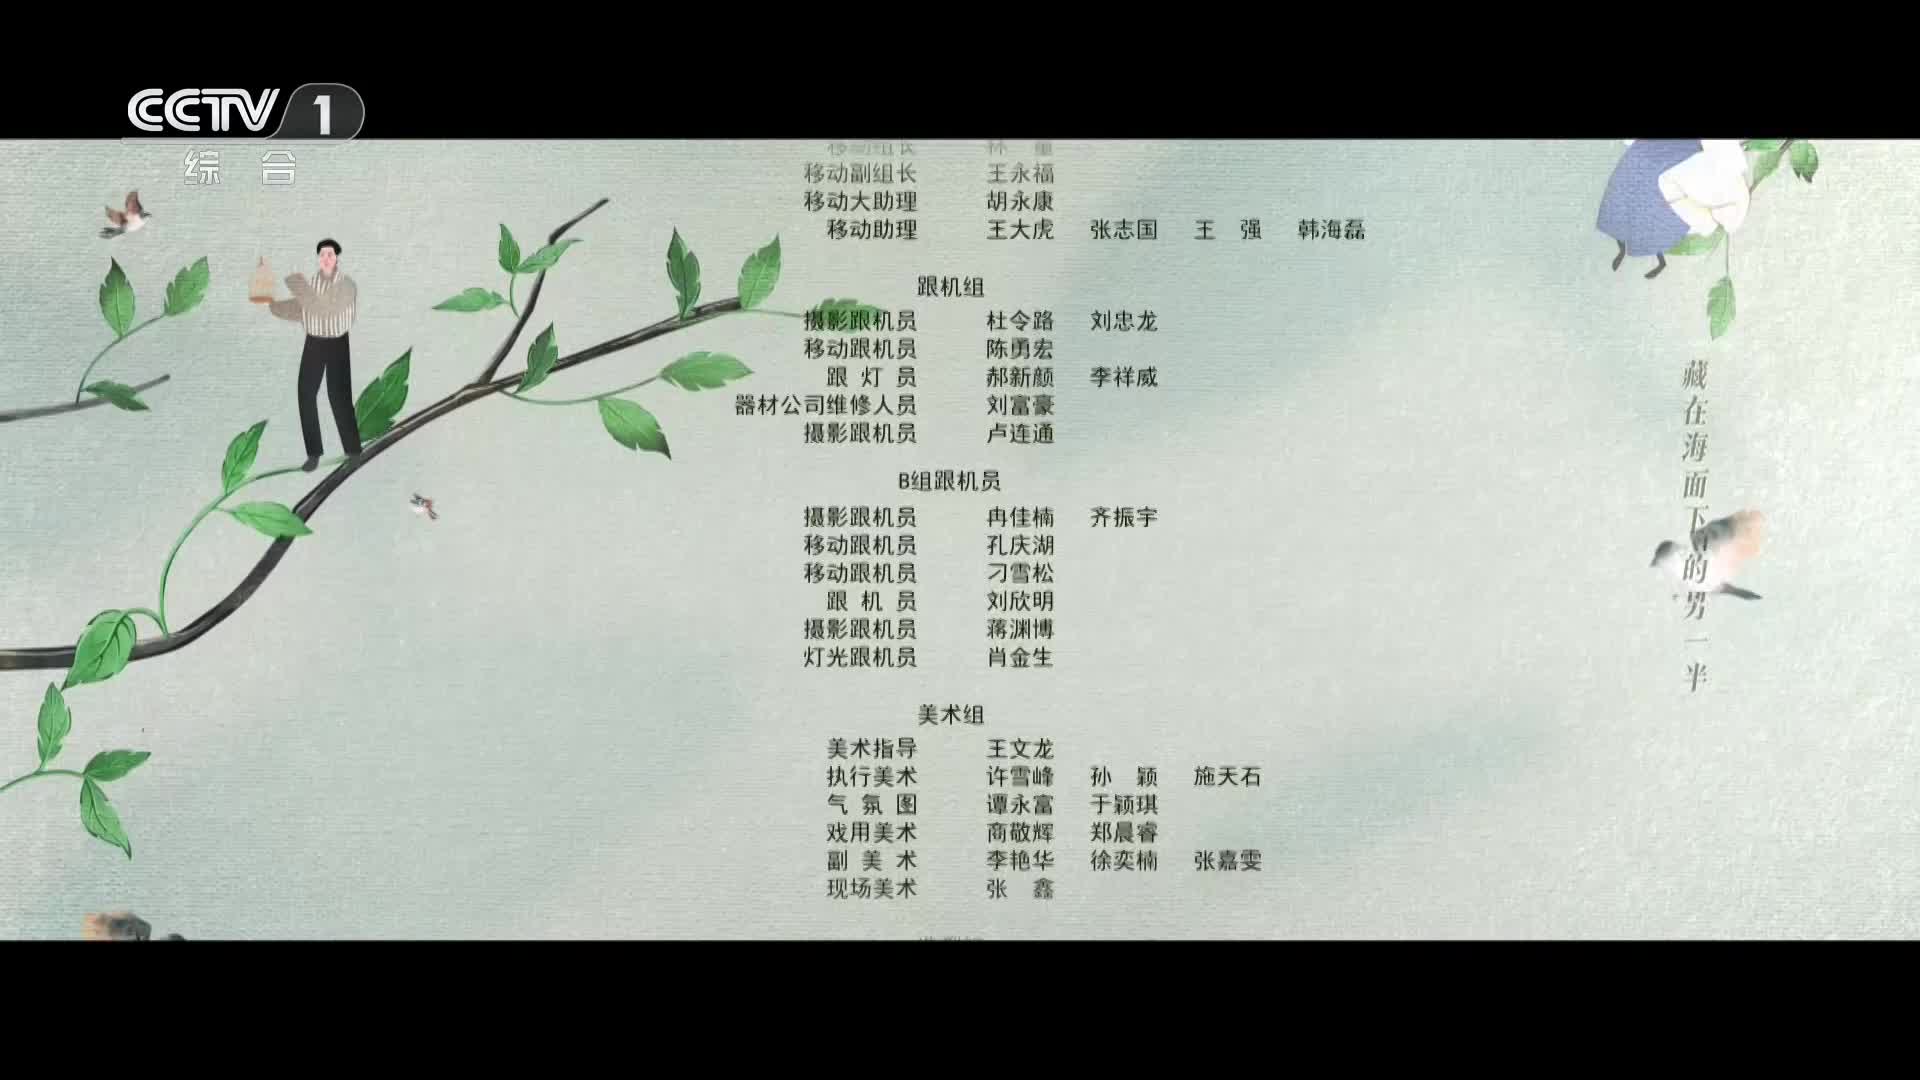 CCTV 1
综合
移动副组长 王永福
移动大助理 胡永康
移动助理 王大虎 张志国 王 强 韩海磊
跟机组
摄影跟机员 杜令路 刘忠龙
移动跟机员 陈勇宏
跟 灯 员 郝新颜 李祥威
器材公司维修人员 刘富豪
摄影跟机员 卢连通
B组跟机员
摄影跟机员 冉佳楠 齐振宇
移动跟机员 孔庆湖
移动跟机员 刁雪松
跟 机 员 刘欣明
摄影跟机员 蒋渊博
灯光跟机员 肖金生
美术组
美术指导 王文龙
执行美术 许雪峰 孙 颖 施天石
气 氛 图 谭永富 于颖琪
戏用美术 商敬辉 郑晨睿
副 美 术 李艳华 徐奕楠 张嘉雯
现场美术 张 鑫
藏在海面下的另一半